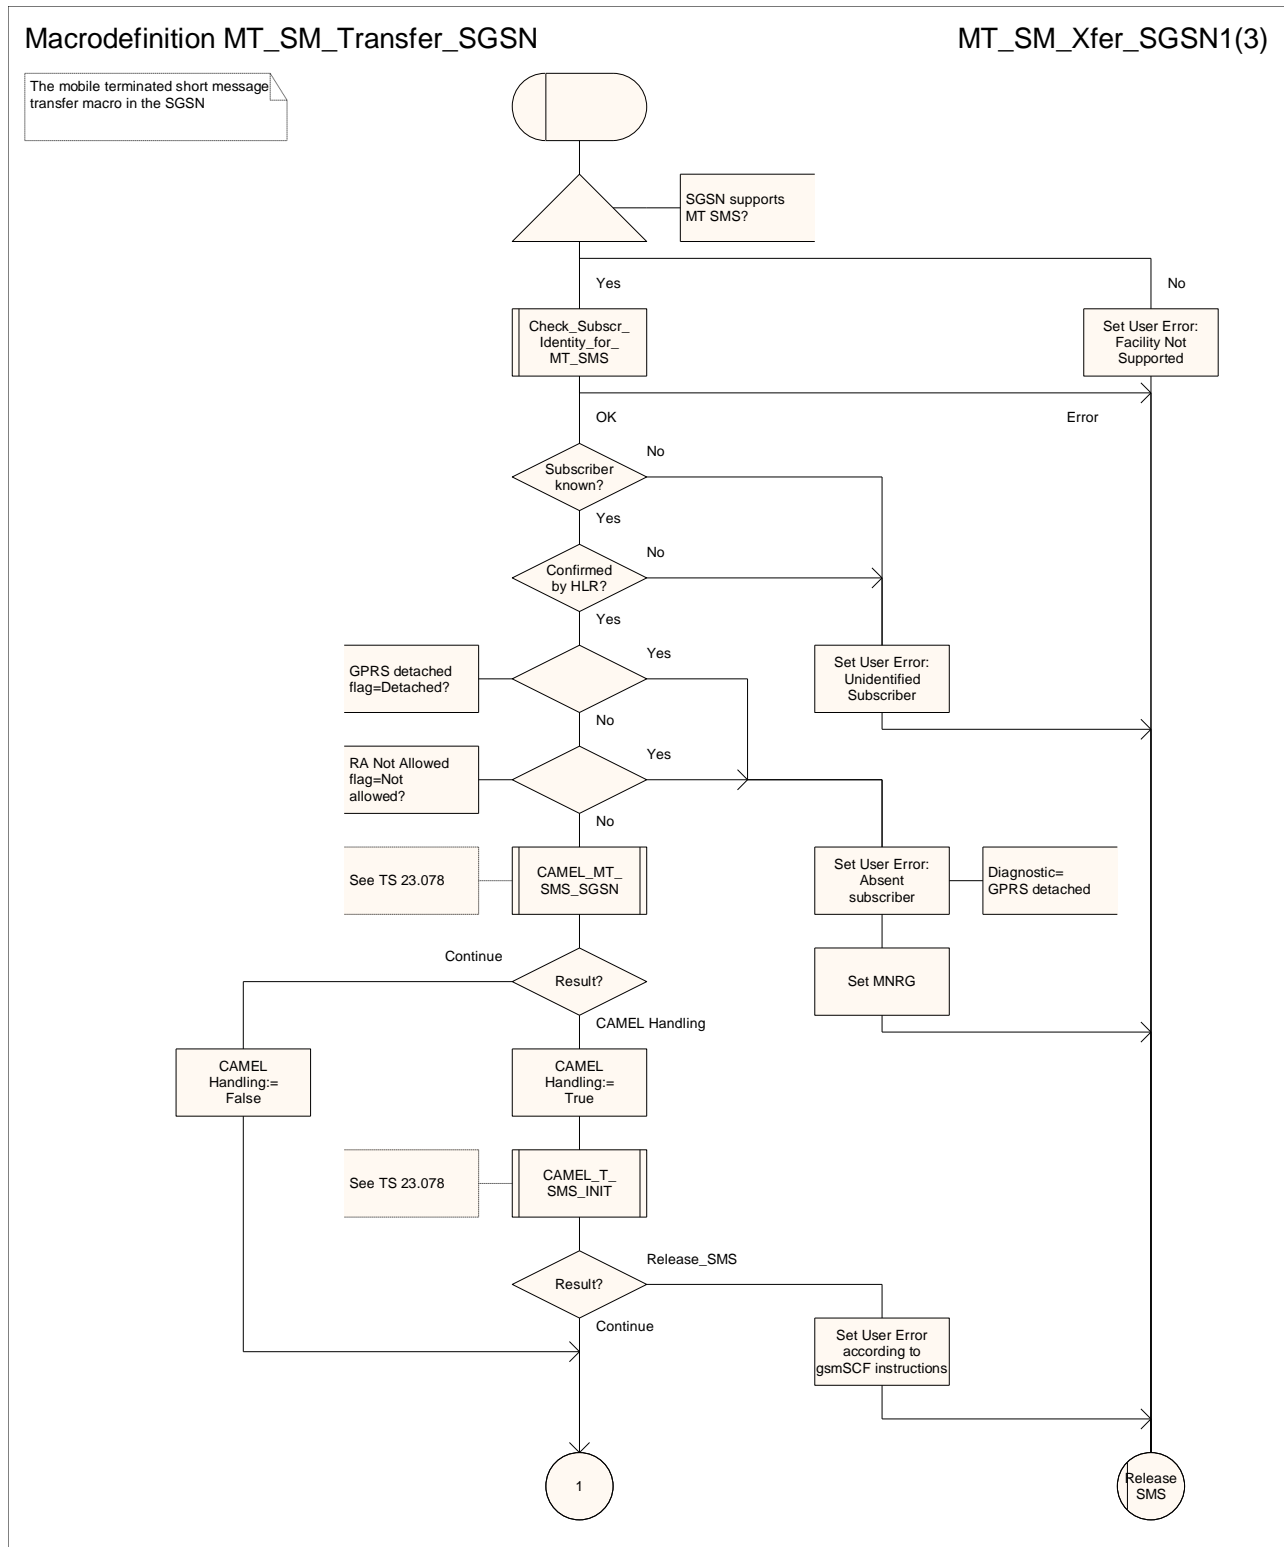 Macrodefinition MT_SM_Transfer_SGSN
MT_SM_Xfer_SGSN1(3)
The mobile terminated short message
transfer macro in the SGSN
SGSN supports
MT SMS?
Yes
No
Check_Subscr_
Identity_for_
MT_SMS
Set User Error:
Facility Not
Supported
OK
Error
No
Subscriber
known?
Yes
No
Confirmed
by HLR?
Yes
GPRS detached
flag=Detached?
Yes
Set User Error:
Unidentified
Subscriber
No
RA Not Allowed
flag=Not
allowed?
Yes
No
See TS 23.078
CAMEL_MT_
SMS_SGSN
Set User Error:
Absent
subscriber
Diagnostic=
GPRS detached
Continue
Result?
Set MNRG
CAMEL Handling
CAMEL
Handling:=
False
CAMEL
Handling:=
True
See TS 23.078
CAMEL_T_
SMS_INIT
Release_SMS
Result?
Continue
Set User Error
according to
gsmSCF instructions
1
Release
SMS